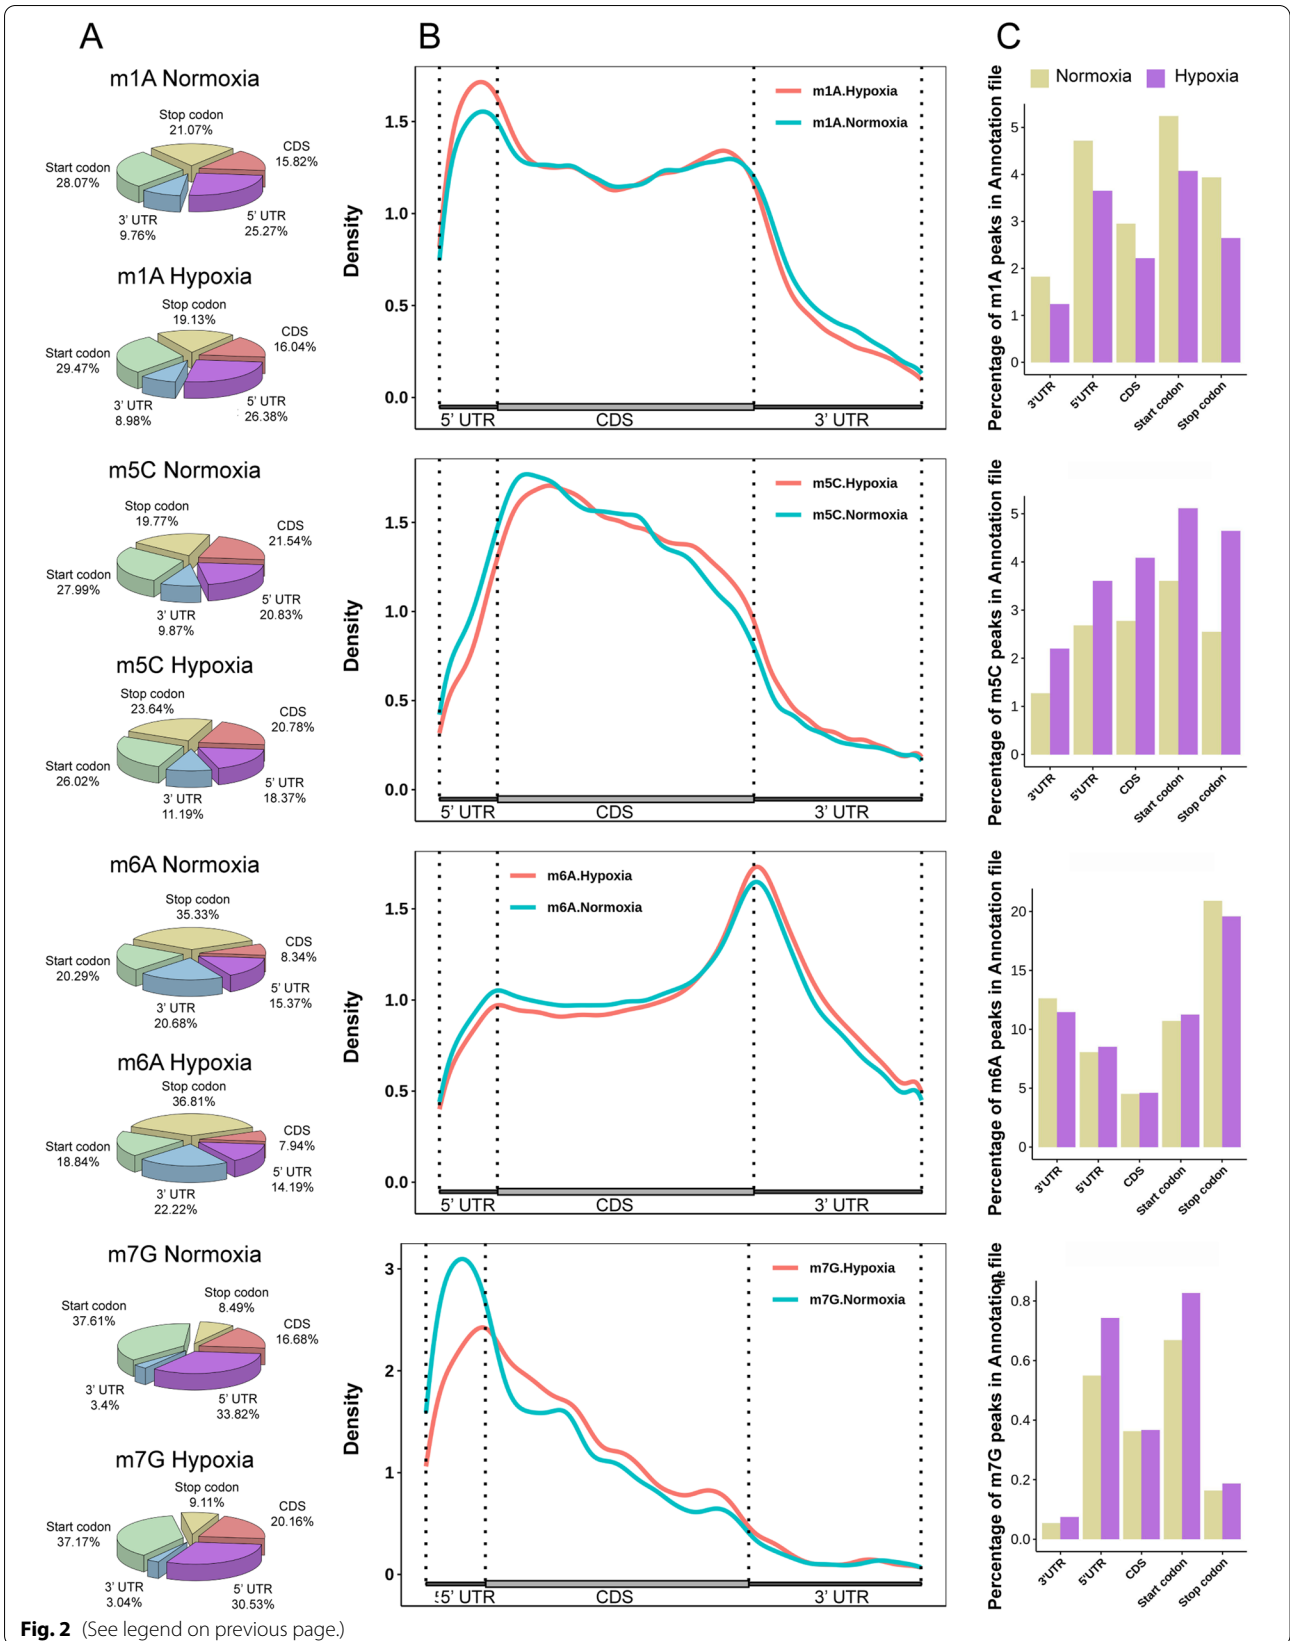 A
m1A Normoxia
Stop codon
21.07%
CDS
15.82%
Start codon
28.07%
3' UTR
9.76%
5' UTR
25.27%
m1A Hypoxia
Stop codon
19.13%
CDS
16.04%
Start codon
29.47%
3' UTR
8.98%
5' UTR
26.38%
m5C Normoxia
Stop codon
19.77%
CDS
21.54%
Start codon
27.99%
3' UTR
9.87%
5' UTR
20.83%
m5C Hypoxia
Stop codon
23.64%
CDS
20.78%
Start codon
26.02%
3' UTR
11.19%
5' UTR
18.37%
m6A Normoxia
Stop codon
35.33%
CDS
8.34%
Start codon
20.29%
3' UTR
20.68%
5' UTR
15.37%
m6A Hypoxia
Stop codon
36.81%
CDS
7.94%
Start codon
18.84%
3' UTR
22.22%
5' UTR
14.19%
m7G Normoxia
Stop codon
8.49%
Start codon
37.61%
CDS
16.68%
3' UTR
3.4%
5' UTR
33.82%
m7G Hypoxia
Stop codon
9.11%
CDS
20.16%
Start codon
37.17%
3' UTR
3.04%
5' UTR
30.53%
B
Density
1.5
1.0
0.5
0.0
m1A.Hypoxia
m1A.Normoxia
5' UTR CDS 3' UTR
Density
1.5
1.0
0.5
0.0
m5C.Hypoxia
m5C.Normoxia
5' UTR CDS 3' UTR
Density
1.5
1.0
0.5
0.0
m6A.Hypoxia
m6A.Normoxia
5' UTR CDS 3' UTR
Density
3
2
1
0
m7G.Hypoxia
m7G.Normoxia
5' UTR CDS 3' UTR
C
Normoxia Hypoxia
Percentage of m1A peaks in Annotation file
5
4
3
2
1
0
3'UTR 5'UTR CDS Start codon Stop codon
Percentage of m5C peaks in Annotation file
5
4
3
2
1
0
3'UTR 5'UTR CDS Start codon Stop codon
Percentage of m6A peaks in Annotation file
20
15
10
5
0
3'UTR 5'UTR CDS Start codon Stop codon
Percentage of m7G peaks in Annotation file
0.8
0.6
0.4
0.2
0.0
3'UTR 5'UTR CDS Start codon Stop codon
Fig. 2 (See legend on previous page.)